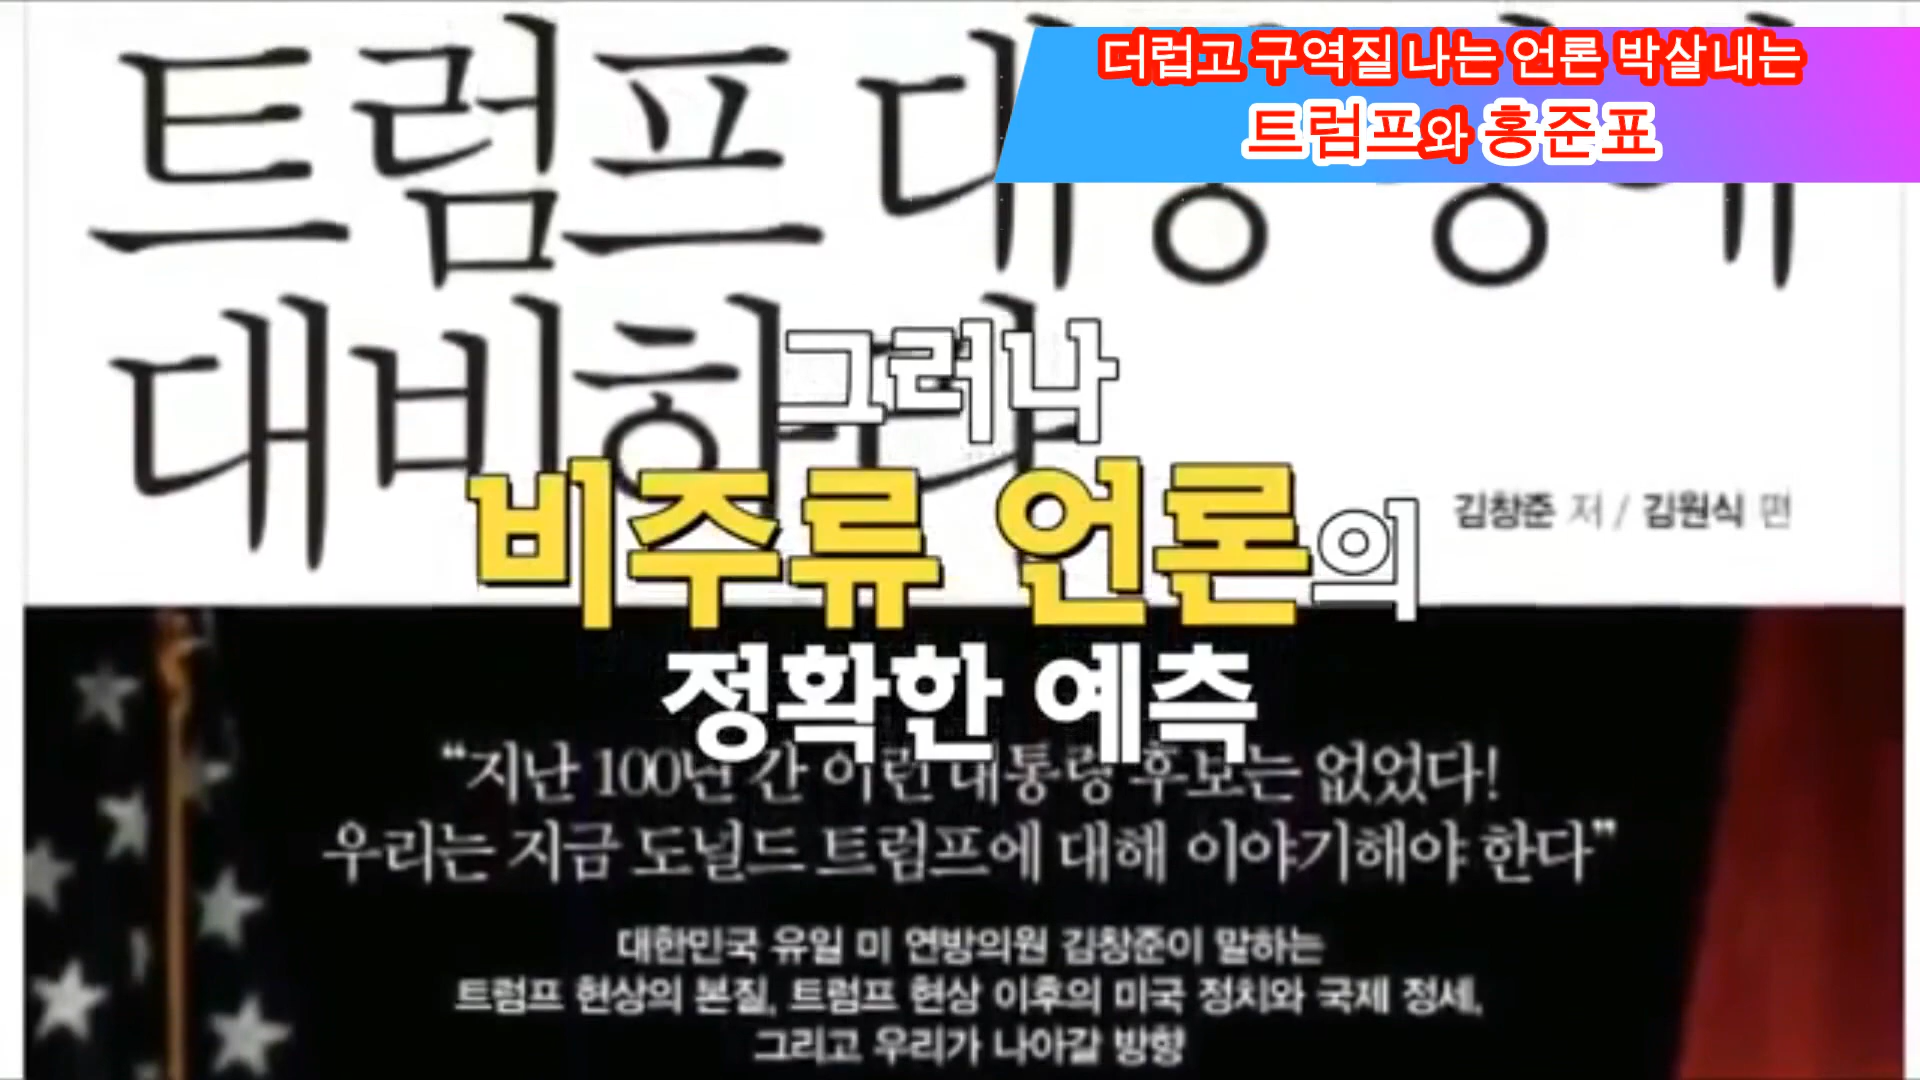 더럽고 구역질 나는 언론 박살내는
트럼프와 홍준표
트럼프
그러나
비주류 언론의
정확한 예측
김창준 저 / 김원식 편
“지난 100년 간 이런 대통령 후보는 없었다!
우리는 지금 도널드 트럼프에 대해 이야기해야 한다”
대한민국 유일 미 연방의원 김창준이 말하는
트럼프 현상의 본질, 트럼프 현상 이후의 미국 정치와 국제 정세,
그리고 우리가 나아갈 방향